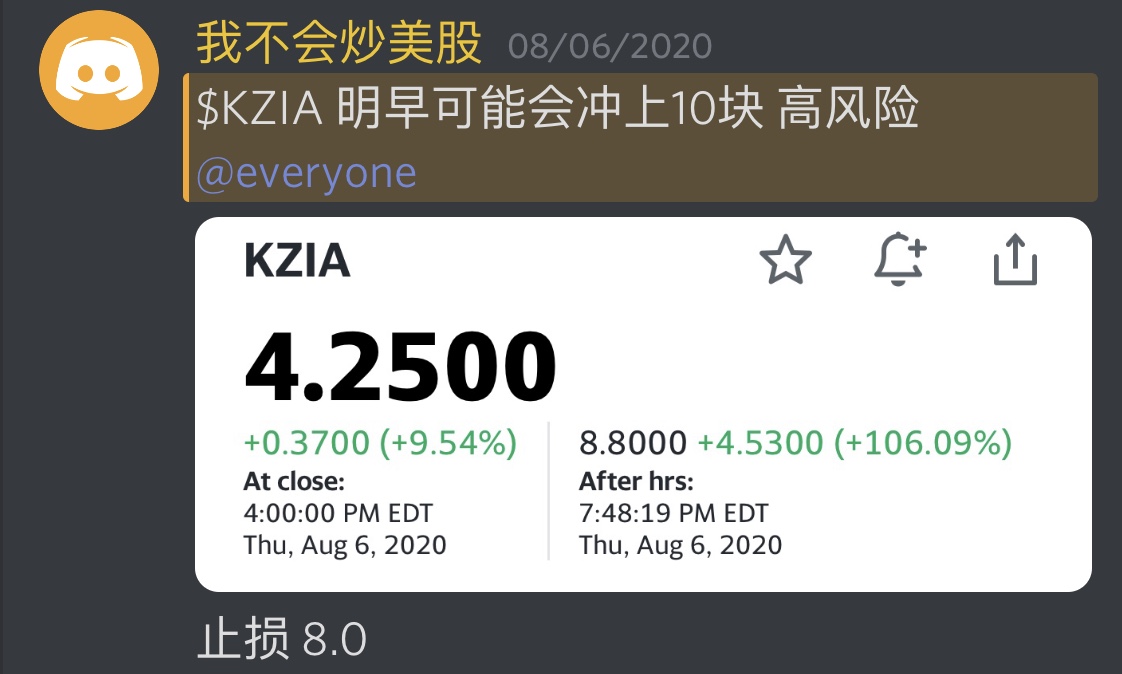 我不会炒美股 08/06/2020
$KZIA 明早可能会冲上10块 高风险
@everyone
KZIA
4.2500
+0.3700 (+9.54%)
At close:
4:00:00 PM EDT
Thu, Aug 6, 2020
8.8000 +4.5300 (+106.09%)
After hrs:
7:48:19 PM EDT
Thu, Aug 6, 2020
止损 8.0